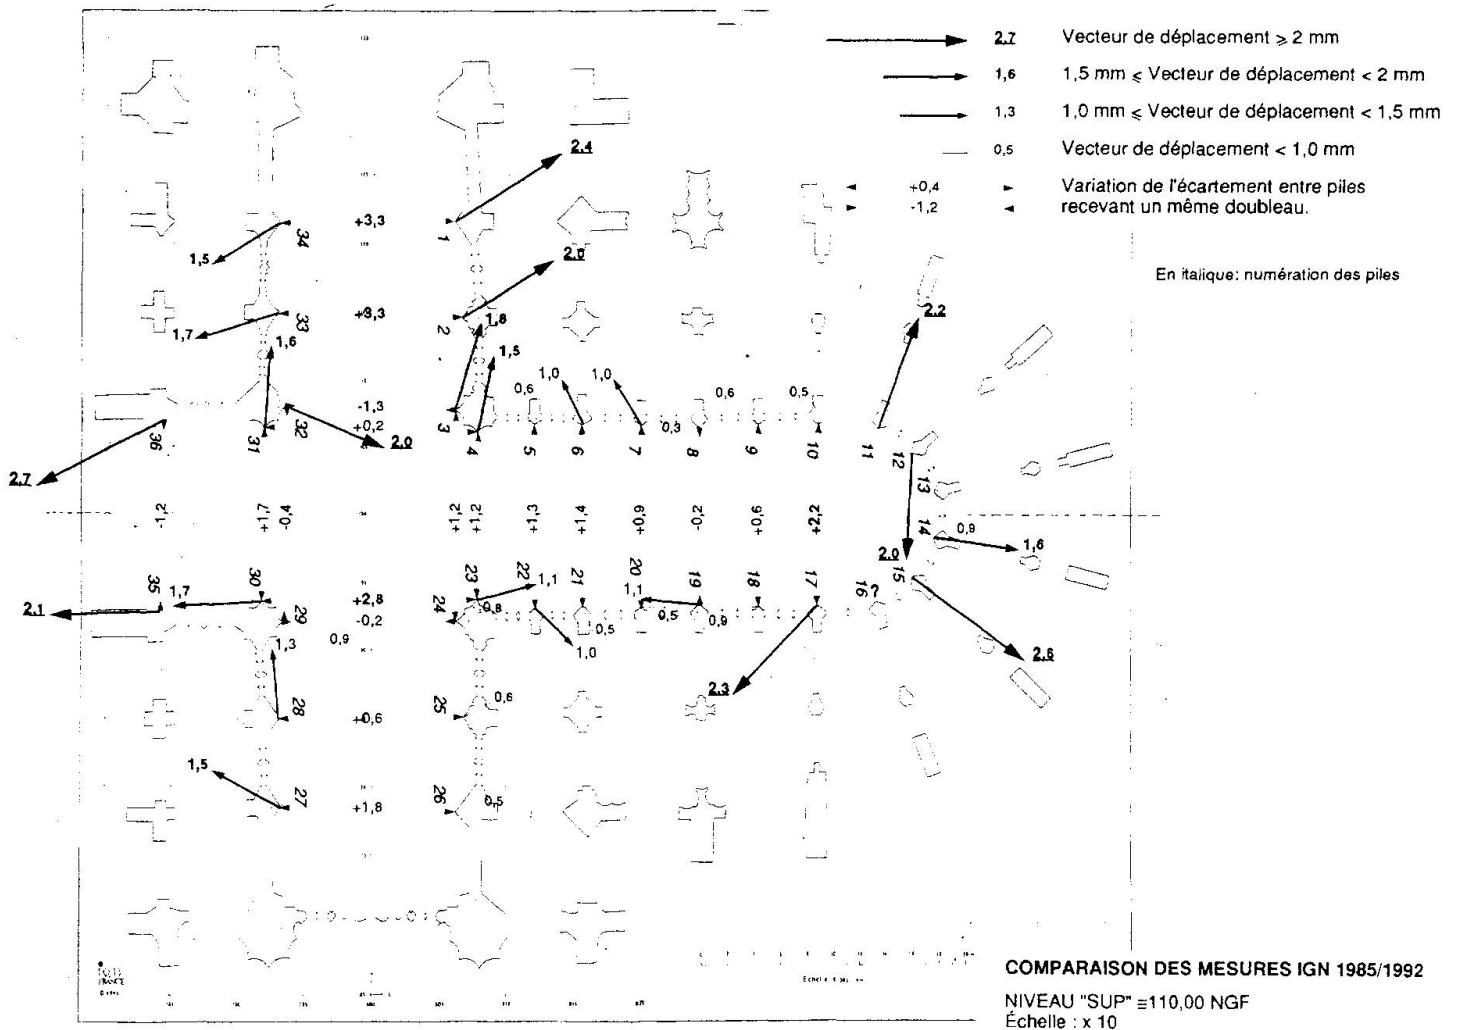 2,7 Vecteur de déplacement ⩾ 2 mm
1,6 1,5 mm ⩽ Vecteur de déplacement < 2 mm
1,3 1,0 mm ⩽ Vecteur de déplacement < 1,5 mm
0,5 Vecteur de déplacement < 1,0 mm
+0,4 Variation de l'écartement entre piles
-1,2 recevant un même doubleau.
En italique: numération des piles
2,4
34 +3,3 1
1,5
2,0
2,2
33 +3,3 2 1,8
1,7 1,6
1,5
1,0 1,0
0,6 0,6 0,5
-1,3
+0,2 0,3
36 31 32 3 4 5 6 7 8 9 10 11 12
2,0
2,7 13
-1,2 +1,7 -0,4 +1,2 +1,2 +1,3 +1,4 +0,9 -0,2 +0,6 +2,2 14 0,9
1,6
2,0
35 30 23 22 21 20 19 18 17 16? 15
1,7 1,1 1,1
2,1 +2,8 24 0,8 0,5
29 -0,2 0,5 0,9
1,3 0,9 1,0 2,6
2,3
28 +0,6 25 0,6
1,5
27 +1,8 26 0,5
COMPARAISON DES MESURES IGN 1985/1992
NIVEAU "SUP" ≅110,00 NGF
Échelle : x 10